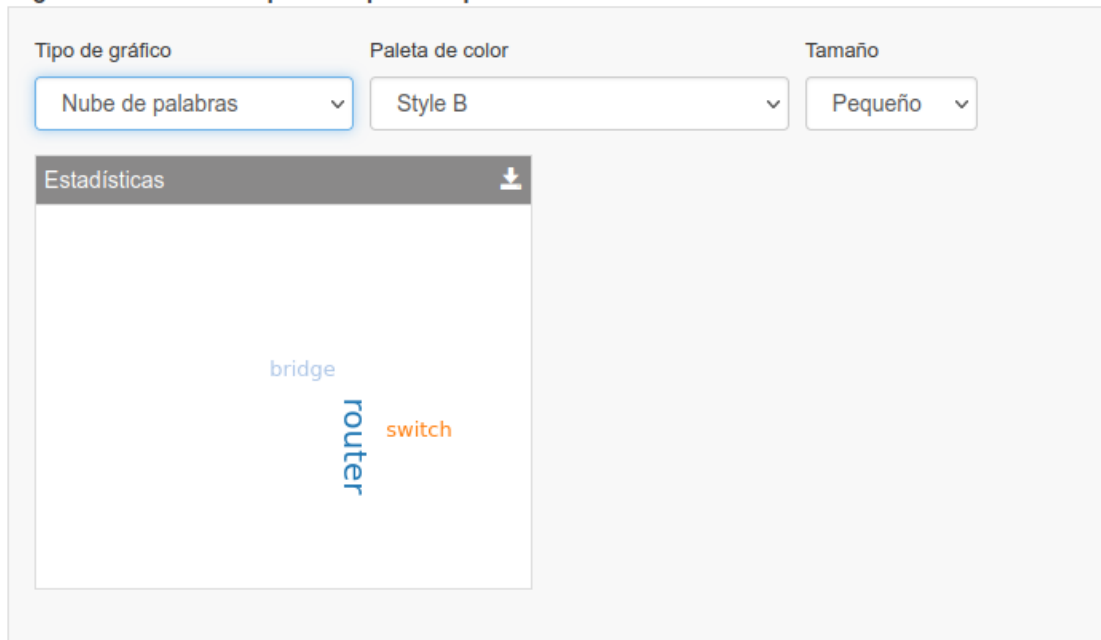 Tipo de gráfico Paleta de color Tamaño
Nube de palabras Style B Pequeño
Estadísticas
bridge
router
switch